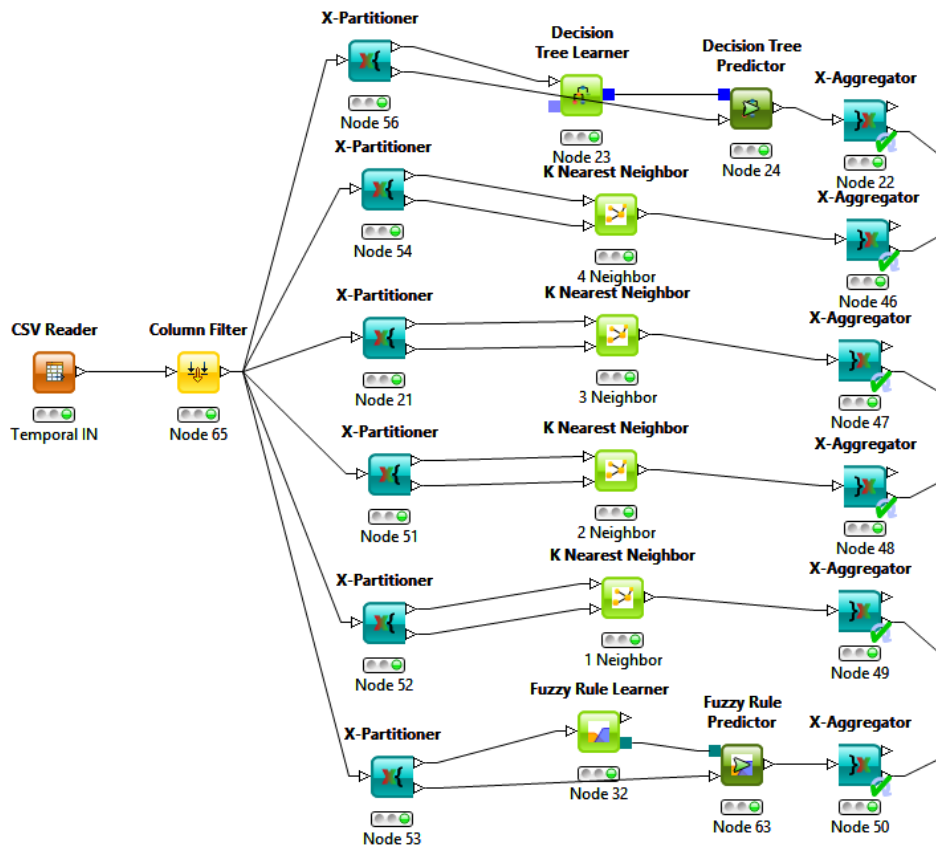 X-Partitioner
Node 56
Decision
Tree Learner
Node 23
Decision Tree
Predictor
Node 24
X-Aggregator
Node 22
X-Partitioner
Node 54
K Nearest Neighbor
4 Neighbor
X-Aggregator
Node 46
CSV Reader
Temporal IN
Column Filter
Node 65
X-Partitioner
Node 21
K Nearest Neighbor
3 Neighbor
X-Aggregator
Node 47
X-Partitioner
Node 51
K Nearest Neighbor
2 Neighbor
X-Aggregator
Node 48
X-Partitioner
Node 52
K Nearest Neighbor
1 Neighbor
X-Aggregator
Node 49
X-Partitioner
Node 53
Fuzzy Rule Learner
Node 32
Fuzzy Rule
Predictor
Node 63
X-Aggregator
Node 50